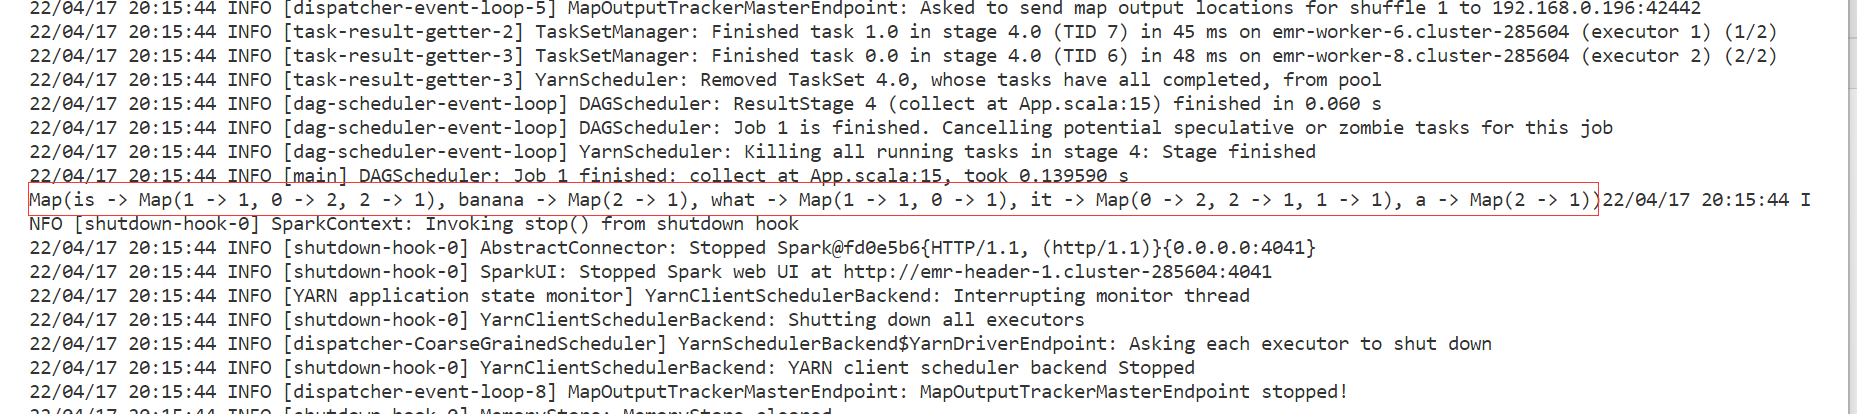 22/04/17 20:15:44 INFO [dispatcher-event-loop-5] MapOutputTrackerMasterEndpoint: Asked to send map output locations for shuffle 1 to 192.168.0.196:42442
22/04/17 20:15:44 INFO [task-result-getter-2] TaskSetManager: Finished task 1.0 in stage 4.0 (TID 7) in 45 ms on emr-worker-6.cluster-285604 (executor 1) (1/2)
22/04/17 20:15:44 INFO [task-result-getter-3] TaskSetManager: Finished task 0.0 in stage 4.0 (TID 6) in 48 ms on emr-worker-8.cluster-285604 (executor 2) (2/2)
22/04/17 20:15:44 INFO [task-result-getter-3] YarnScheduler: Removed TaskSet 4.0, whose tasks have all completed, from pool
22/04/17 20:15:44 INFO [dag-scheduler-event-loop] DAGScheduler: ResultStage 4 (collect at App.scala:15) finished in 0.060 s
22/04/17 20:15:44 INFO [dag-scheduler-event-loop] DAGScheduler: Job 1 is finished. Cancelling potential speculative or zombie tasks for this job
22/04/17 20:15:44 INFO [dag-scheduler-event-loop] YarnScheduler: Killing all running tasks in stage 4: Stage finished
22/04/17 20:15:44 INFO [main] DAGScheduler: Job 1 finished: collect at App.scala:15, took 0.139590 s
Map(is -> Map(1 -> 1, 0 -> 2, 2 -> 1), banana -> Map(2 -> 1), what -> Map(1 -> 1, 0 -> 1), it -> Map(0 -> 2, 2 -> 1, 1 -> 1), a -> Map(2 -> 1))22/04/17 20:15:44 I
NFO [shutdown-hook-0] SparkContext: Invoking stop() from shutdown hook
22/04/17 20:15:44 INFO [shutdown-hook-0] AbstractConnector: Stopped Spark@fd0e5b6{HTTP/1.1, (http/1.1)}{0.0.0.0:4041}
22/04/17 20:15:44 INFO [shutdown-hook-0] SparkUI: Stopped Spark web UI at http://emr-header-1.cluster-285604:4041
22/04/17 20:15:44 INFO [YARN application state monitor] YarnClientSchedulerBackend: Interrupting monitor thread
22/04/17 20:15:44 INFO [shutdown-hook-0] YarnClientSchedulerBackend: Shutting down all executors
22/04/17 20:15:44 INFO [dispatcher-CoarseGrainedScheduler] YarnSchedulerBackend$YarnDriverEndpoint: Asking each executor to shut down
22/04/17 20:15:44 INFO [shutdown-hook-0] YarnClientSchedulerBackend: YARN client scheduler backend Stopped
22/04/17 20:15:44 INFO [dispatcher-event-loop-8] MapOutputTrackerMasterEndpoint: MapOutputTrackerMasterEndpoint stopped!
22/04/17 20:15:44 INFO [shutdown-hook-0] MemoryStore: MemoryStore cleared